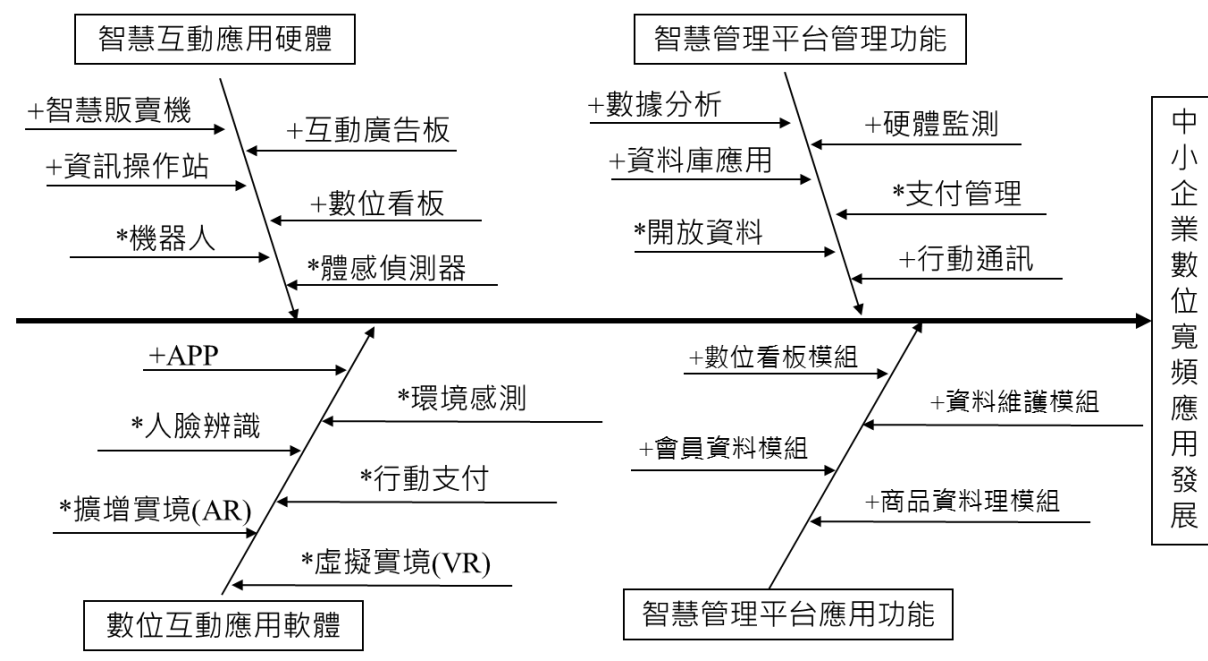 智慧互動應用硬體
+智慧販賣機
+互動廣告板
+資訊操作站
+數位看板
*機器人
*體感偵測器
智慧管理平台管理功能
+數據分析
+硬體監測
+資料庫應用
*支付管理
*開放資料
+行動通訊
中小企業數位寬頻應用發展
+APP
*環境感測
*人臉辨識
*行動支付
*擴增實境(AR)
*虛擬實境(VR)
數位互動應用軟體
+數位看板模組
+資料維護模組
+會員資料模組
+商品資料理模組
智慧管理平台應用功能